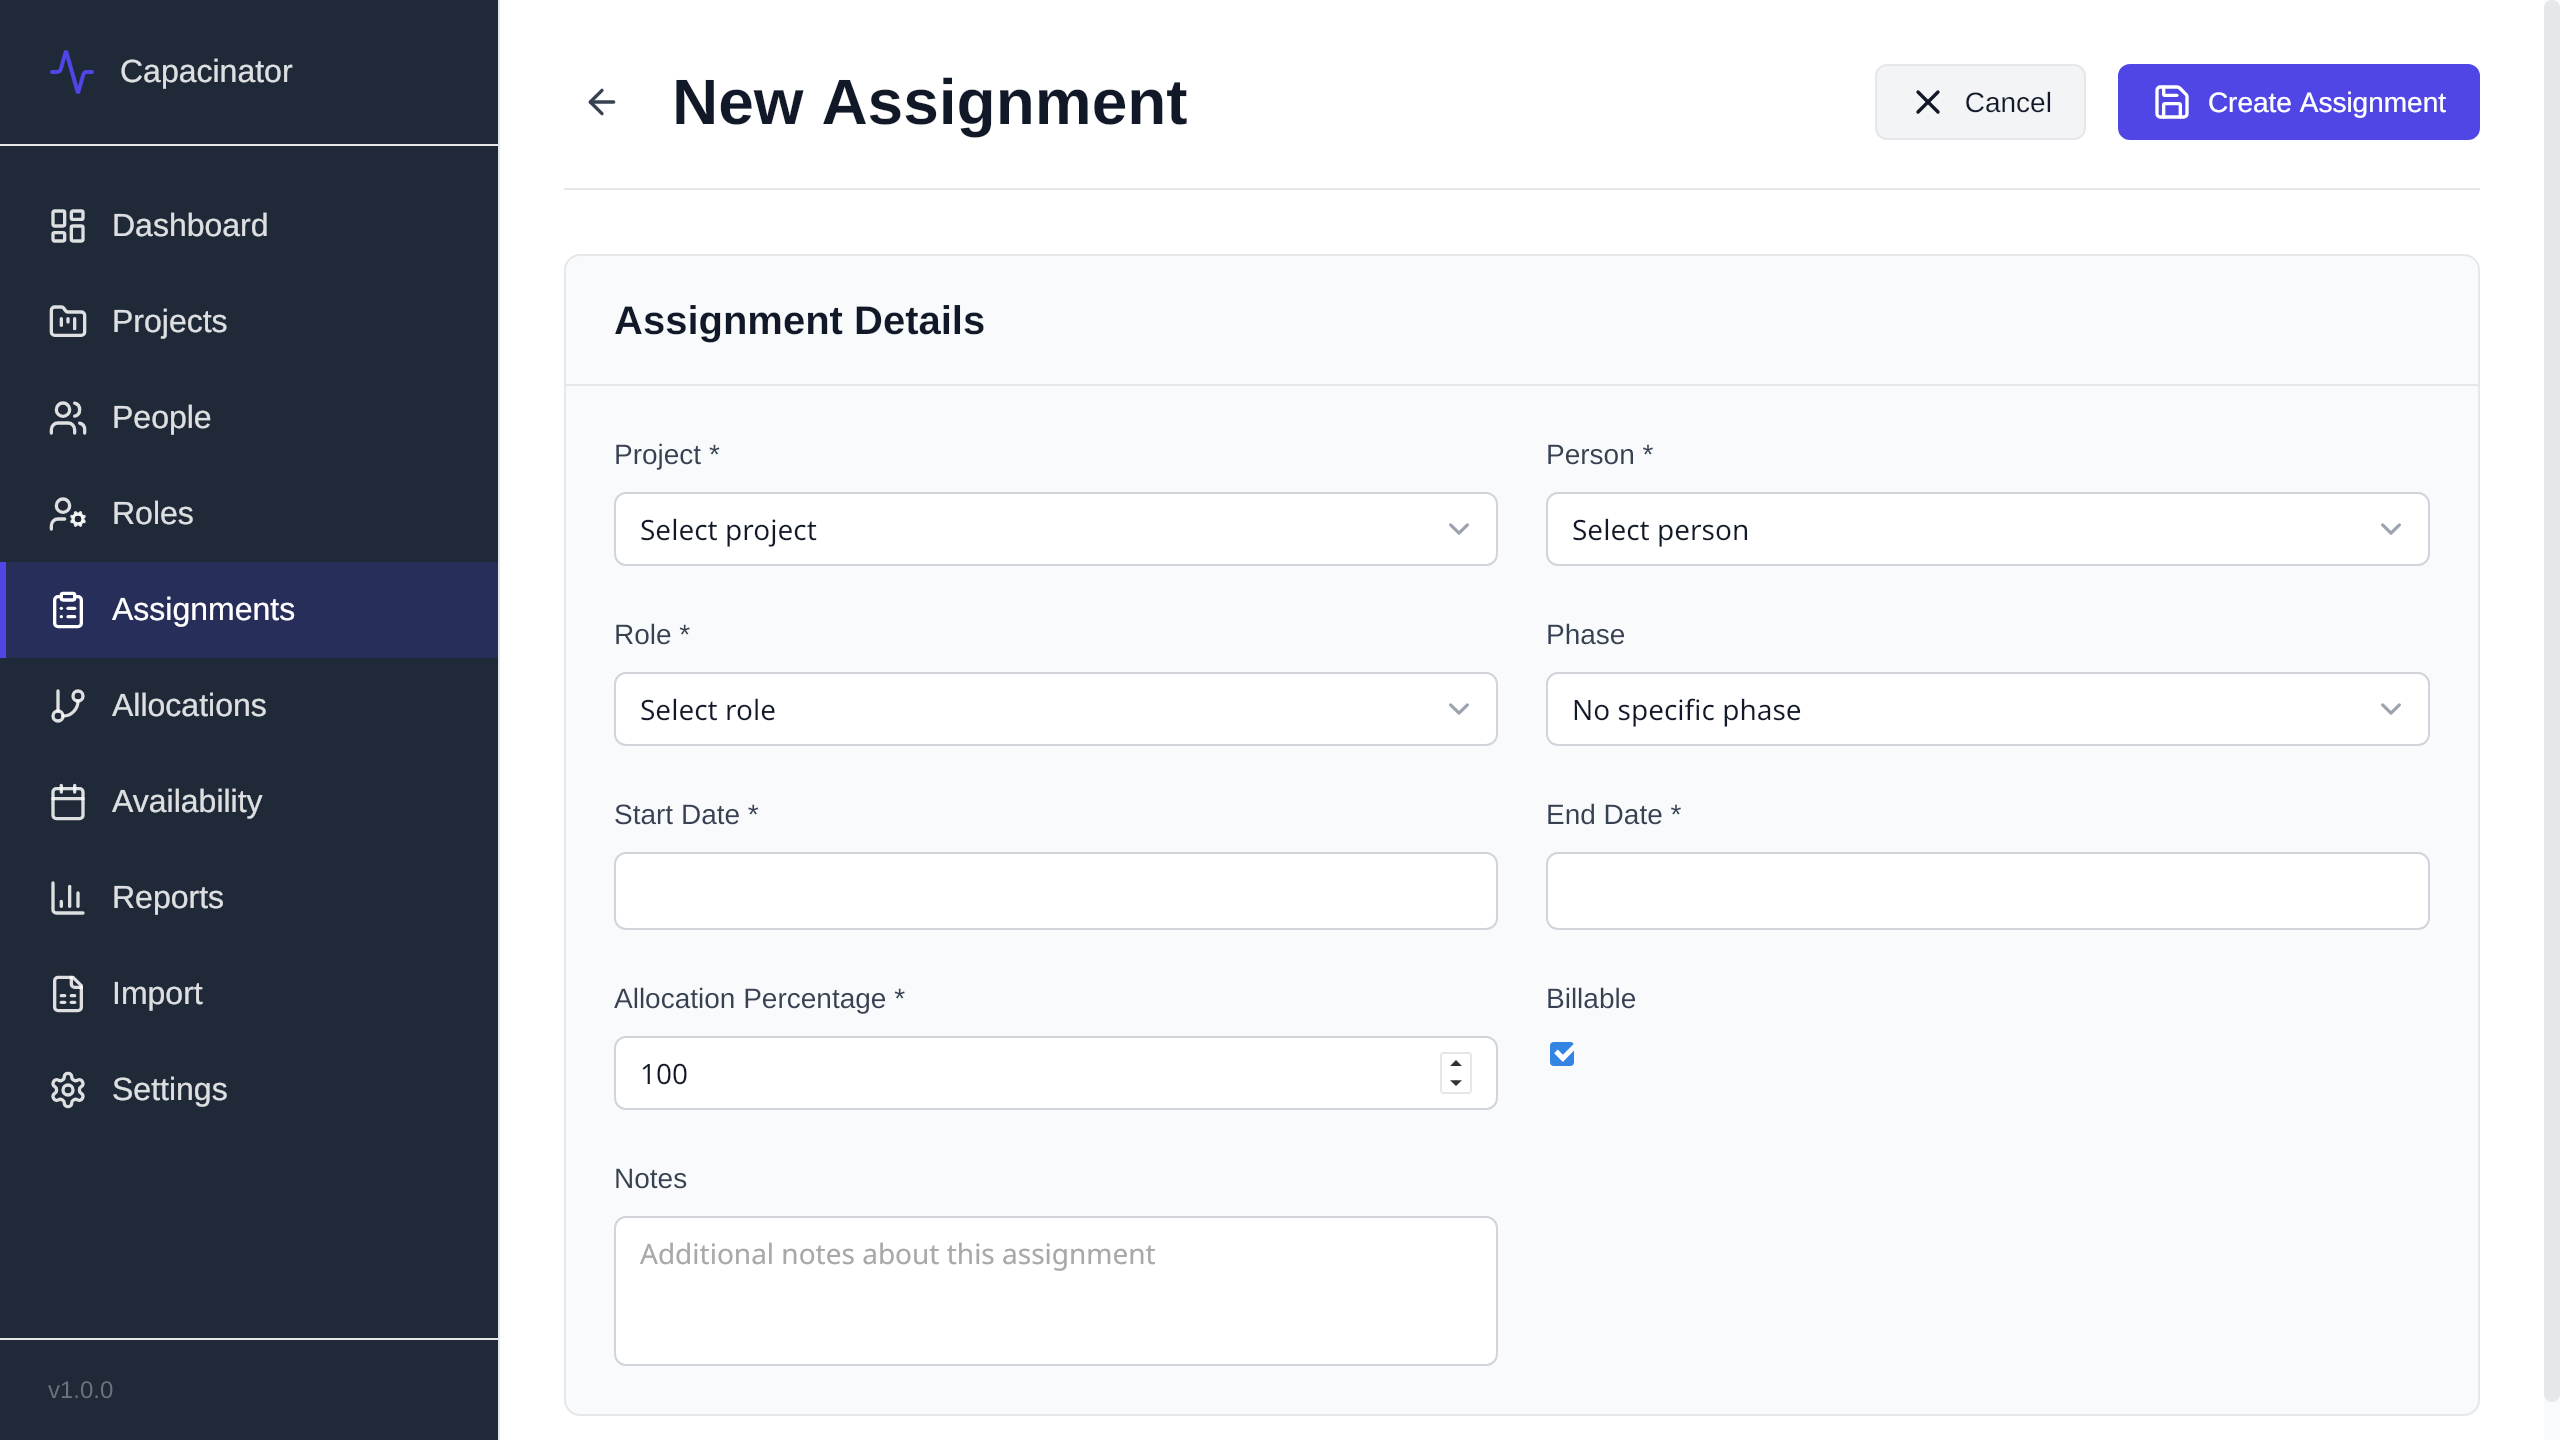 Capacinator
Dashboard
Projects
People
Roles
Assignments
Allocations
Availability
Reports
Import
Settings
v1.0.0
New Assignment
Cancel
Create Assignment
Assignment Details
Project *
Select project
Person *
Select person
Role *
Select role
Phase
No specific phase
Start Date *
End Date *
Allocation Percentage *
100
Billable
Notes
Additional notes about this assignment